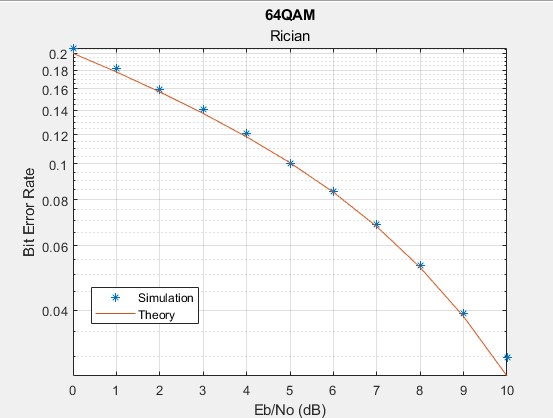 64QAM
Rician
0.2
0.18
0.16
0.14
0.12
0.1
0.08
0.06
0.04
Bit Error Rate
Simulation
Theory
0 1 2 3 4 5 6 7 8 9 10
Eb/No (dB)